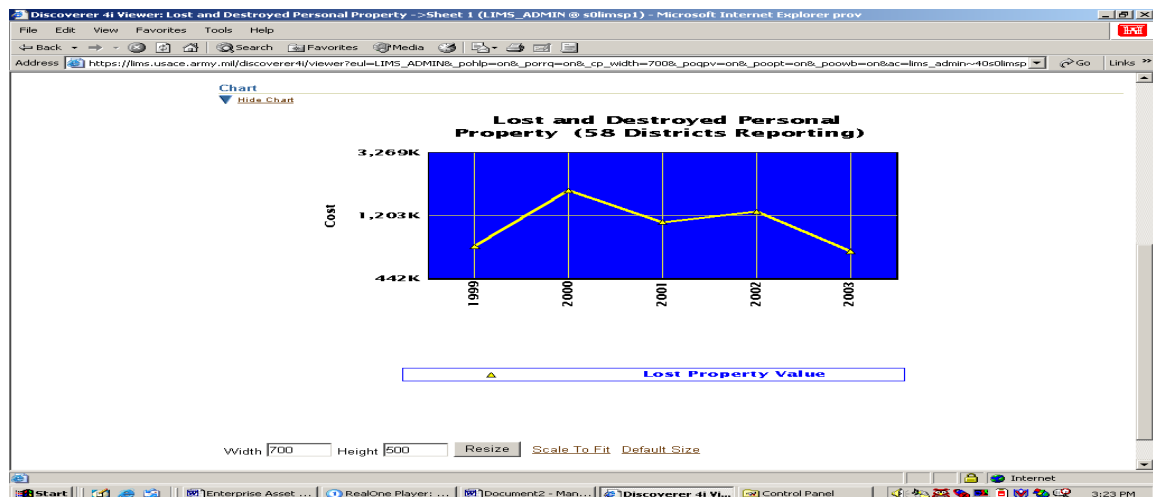 Discoverer 4i Viewer: Lost and Destroyed Personal Property ->Sheet 1 (LIMS_ADMIN @ s0limsp1) - Microsoft Internet Explorer prov
File Edit View Favorites Tools Help
Back Search Favorites Media
Address https://lims.usace.army.mil/discoverer4i/viewer?eul=LIMS_ADMIN&_pohlp=on&_porrq=on&_cp_width=700&_poqpv=on&_poopt=on&_poowb=on&ac=lims_admin~40s0limsp Go Links »
Chart
Hide Chart
Lost and Destroyed Personal
Property (58 Districts Reporting)
3,269K
Cost
1,203K
442K
1999 2000 2001 2002 2003
Lost Property Value
Width 700 Height 500 Resize Scale To Fit Default Size
Internet
Start Enterprise Asset ... RealOne Player: ... Document2 - Man... Discoverer 4i Vi... Control Panel 3:23 PM